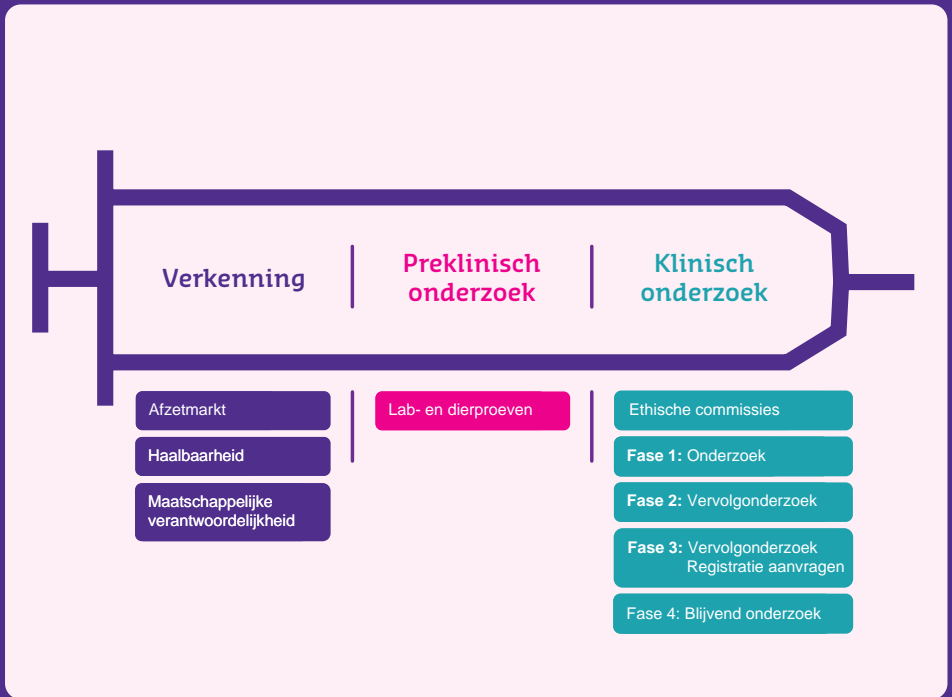 Verkenning
Preklinisch
onderzoek
Klinisch
onderzoek
Afzetmarkt
Haalbaarheid
Maatschappelijke
verantwoordelijkheid
Lab- en dierproeven
Ethische commissies
Fase 1: Onderzoek
Fase 2: Vervolgonderzoek
Fase 3: Vervolgonderzoek
Registratie aanvragen
Fase 4: Blijvend onderzoek